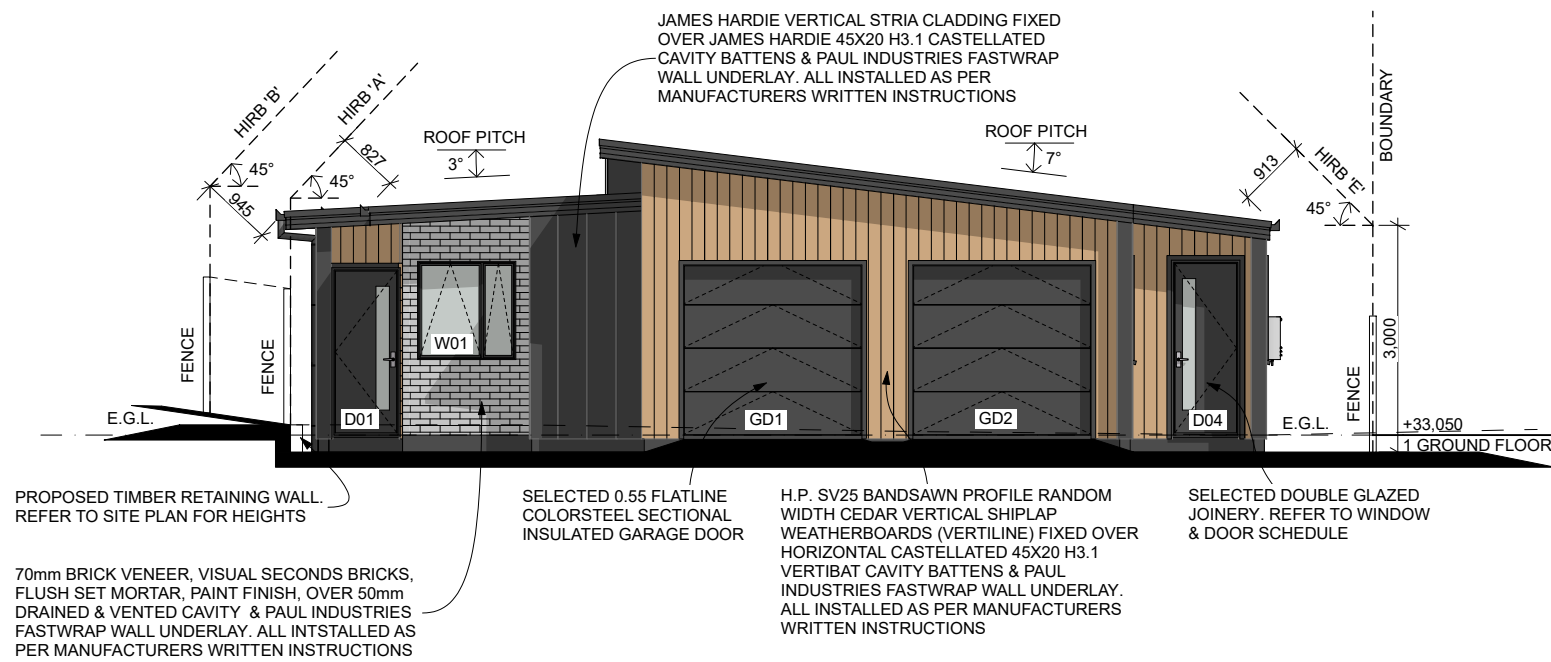 JAMES HARDIE VERTICAL STRIA CLADDING FIXED
OVER JAMES HARDIE 45X20 H3.1 CASTELLATED
CAVITY BATTENS & PAUL INDUSTRIES FASTWRAP
WALL UNDERLAY. ALL INSTALLED AS PER
MANUFACTURERS WRITTEN INSTRUCTIONS
HIRB 'B'
HIRB 'A'
ROOF PITCH
3°
ROOF PITCH
7°
BOUNDARY
827
45°
45°
945
913
HIRB 'E'
45°
3,000
FENCE
FENCE
W01
FENCE
E.G.L.
D01
GD1
GD2
D04
E.G.L.
+33,050
1 GROUND FLOOR
PROPOSED TIMBER RETAINING WALL.
REFER TO SITE PLAN FOR HEIGHTS
SELECTED 0.55 FLATLINE
COLORSTEEL SECTIONAL
INSULATED GARAGE DOOR
H.P. SV25 BANDSAWN PROFILE RANDOM
WIDTH CEDAR VERTICAL SHIPLAP
WEATHERBOARDS (VERTILINE) FIXED OVER
HORIZONTAL CASTELLATED 45X20 H3.1
VERTIBAT CAVITY BATTENS & PAUL
INDUSTRIES FASTWRAP WALL UNDERLAY.
ALL INSTALLED AS PER MANUFACTURERS
WRITTEN INSTRUCTIONS
SELECTED DOUBLE GLAZED
JOINERY. REFER TO WINDOW
& DOOR SCHEDULE
70mm BRICK VENEER, VISUAL SECONDS BRICKS,
FLUSH SET MORTAR, PAINT FINISH, OVER 50mm
DRAINED & VENTED CAVITY & PAUL INDUSTRIES
FASTWRAP WALL UNDERLAY. ALL INTSTALLED AS
PER MANUFACTURERS WRITTEN INSTRUCTIONS